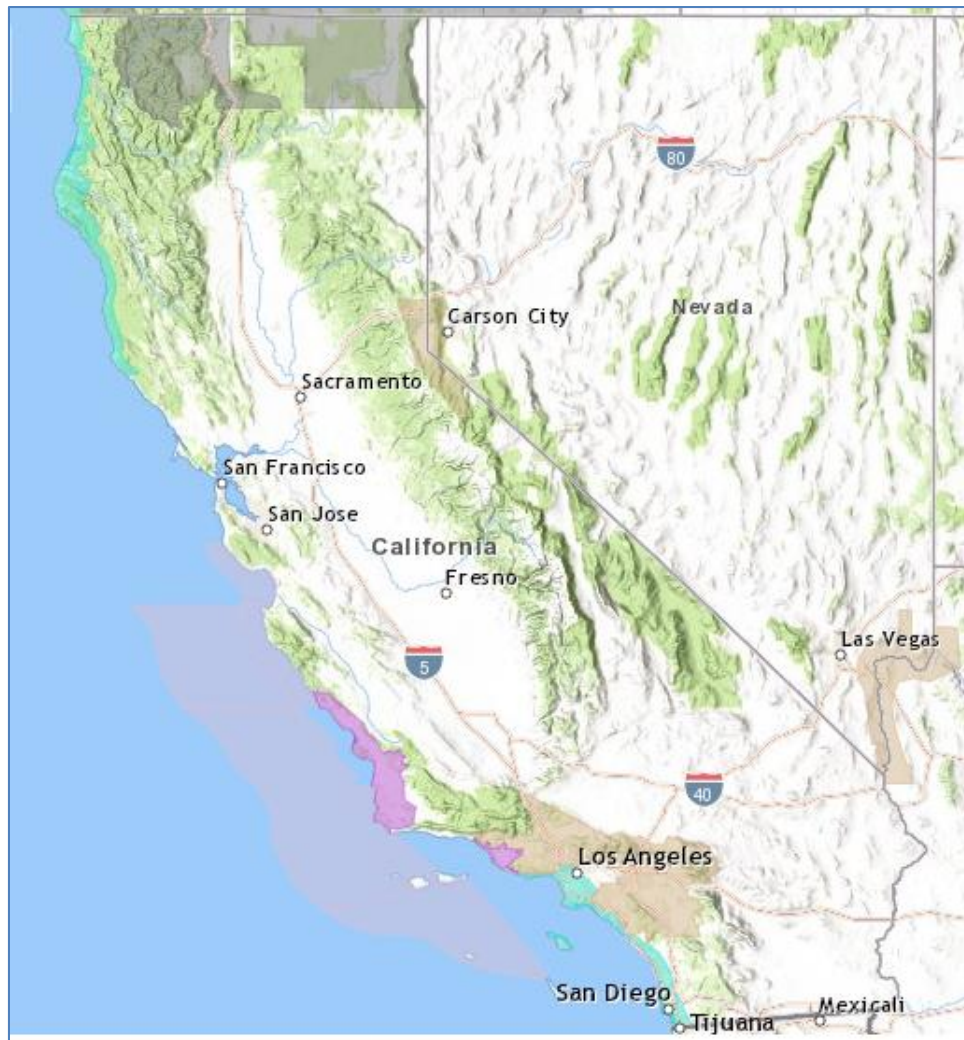 80
Nevada
Carson City
Sacramento
San Francisco
San Jose
California
Fresno
Las Vegas
5
40
Los Angeles
San Diego
Mexicali
Tijuana